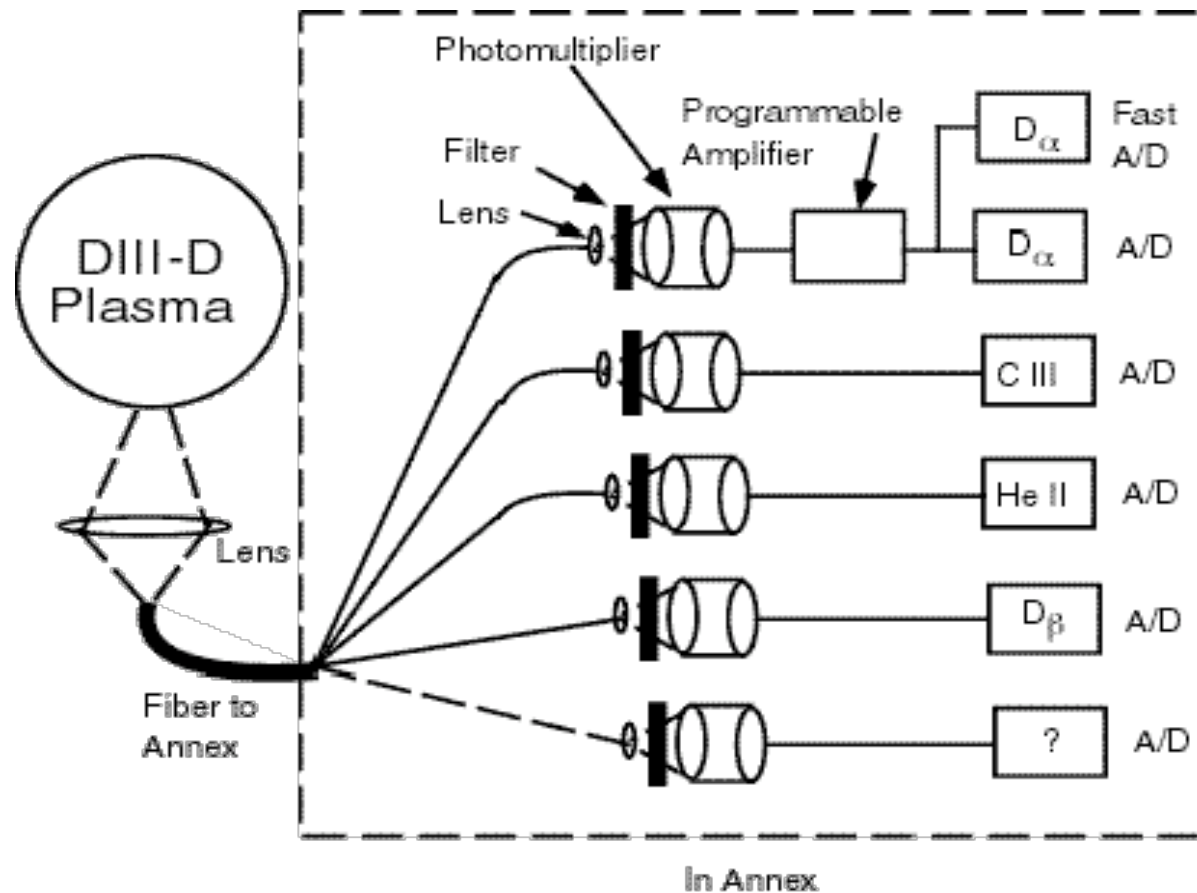 Photomultiplier
Programmable
Amplifier
Filter
Lens
DIII-D
Plasma
Lens
Fiber to
Annex
Dα
Fast
A/D
Dα
A/D
C III
A/D
He II
A/D
Dβ
A/D
?
A/D
In Annex